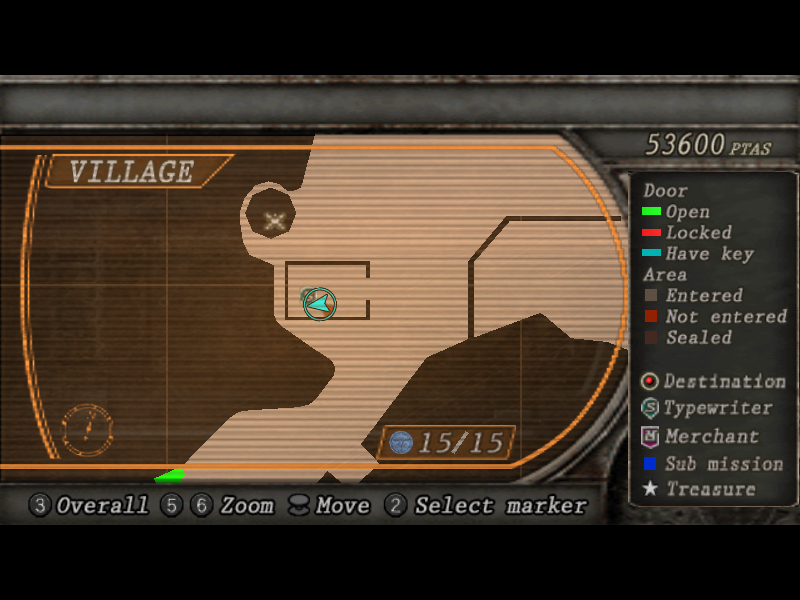 VILLAGE
53600 PTAS
Door
Open
Locked
Have key
Area
Entered
Not entered
Sealed
Destination
S Typewriter
M Merchant
Sub mission
Treasure
15/15
3 Overall 5 6 Zoom Move 2 Select marker